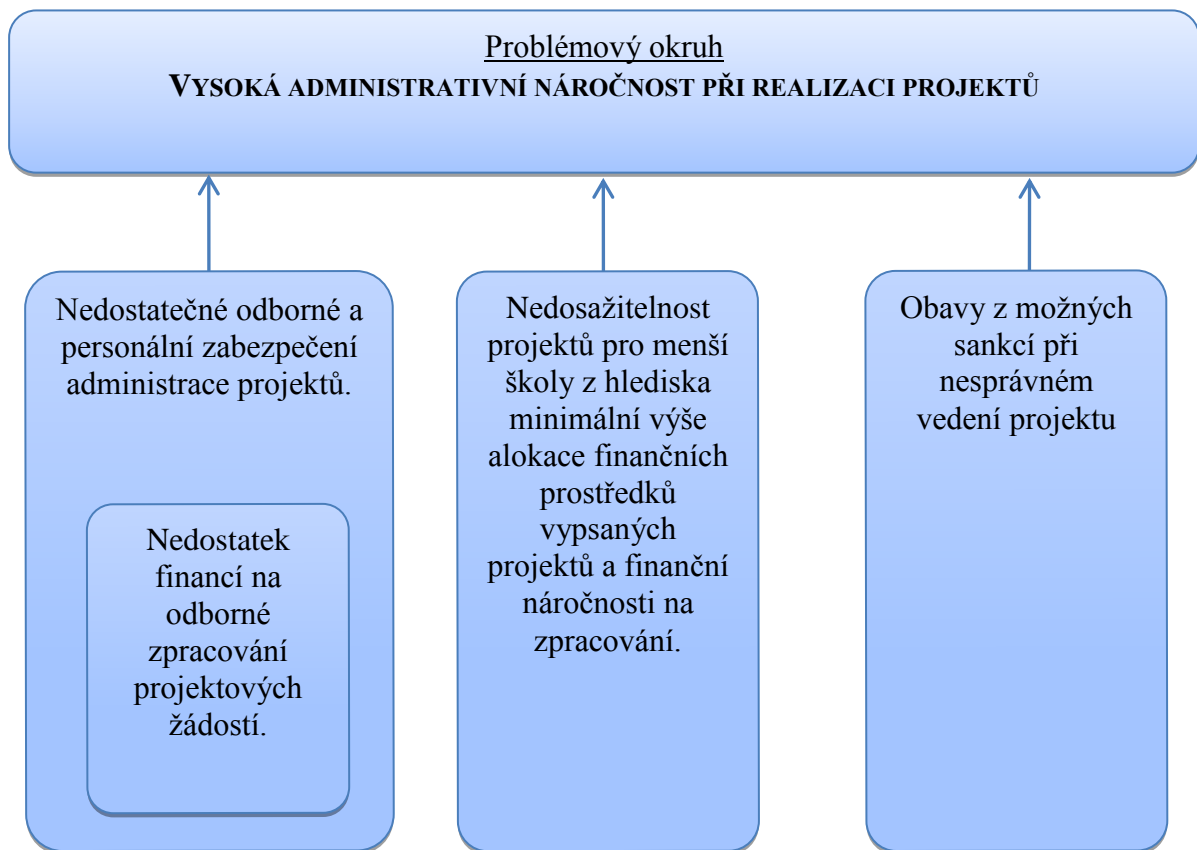 Problémový okruh
VYSOKÁ ADMINISTRATIVNÍ NÁROČNOST PŘI REALIZACI PROJEKTŮ
Nedostatečné odborné a
personální zabezpečení
administrace projektů.
Nedostatek
financí na
odborné
zpracování
projektových
žádostí.
Nedosažitelnost
projektů pro menší
školy z hlediska
minimální výše
alokace finančních
prostředků
vypsaných
projektů a finanční
náročnosti na
zpracování.
Obavy z možných
sankcí při
nesprávném
vedení projektu